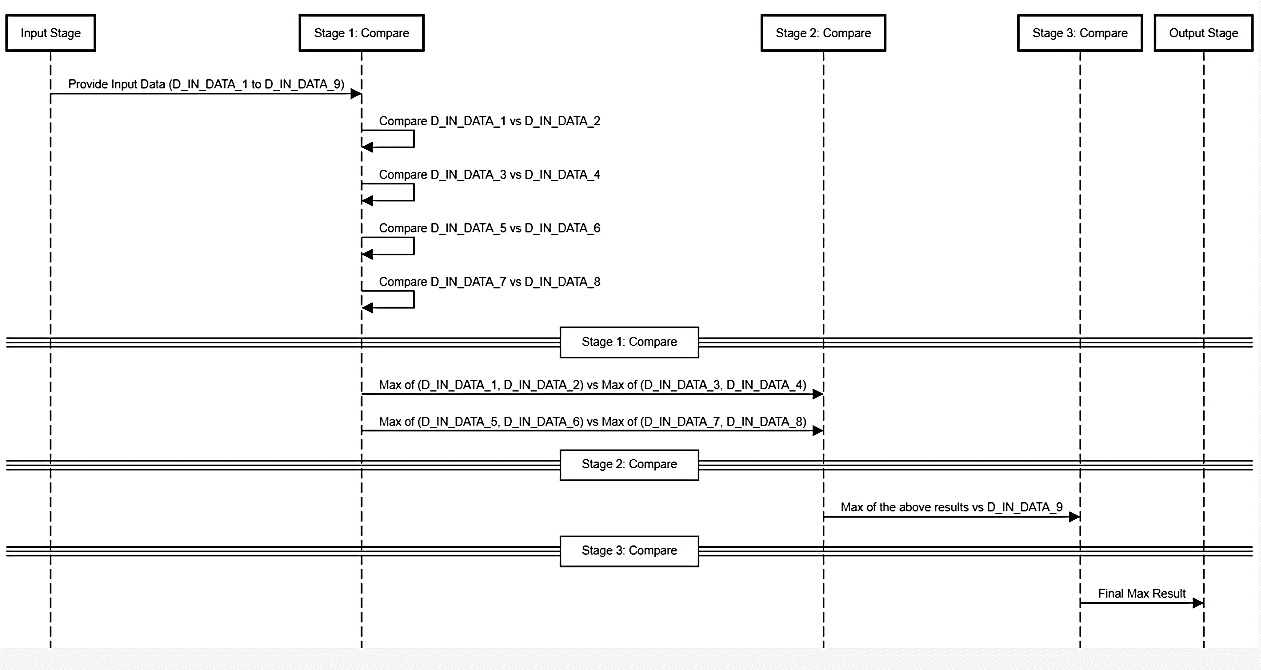 Input Stage
Stage 1: Compare
Stage 2: Compare
Stage 3: Compare
Output Stage
Provide Input Data (D_IN_DATA_1 to D_IN_DATA_9)
Compare D_IN_DATA_1 vs D_IN_DATA_2
Compare D_IN_DATA_3 vs D_IN_DATA_4
Compare D_IN_DATA_5 vs D_IN_DATA_6
Compare D_IN_DATA_7 vs D_IN_DATA_8
Stage 1: Compare
Max of (D_IN_DATA_1, D_IN_DATA_2) vs Max of (D_IN_DATA_3, D_IN_DATA_4)
Max of (D_IN_DATA_5, D_IN_DATA_6) vs Max of (D_IN_DATA_7, D_IN_DATA_8)
Stage 2: Compare
Max of the above results vs D_IN_DATA_9
Stage 3: Compare
Final Max Result